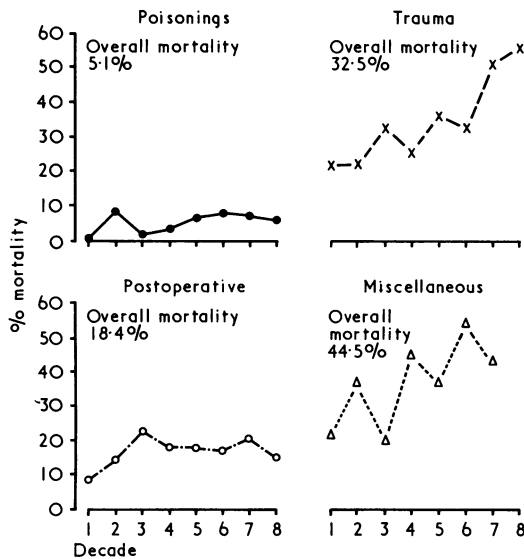 Poisonings
Trauma
60
50
40
30
20
10
0
Overall mortality
5·1%
Overall mortality
32·5%
% mortality
Postoperative
Miscellaneous
60
50
40
30
20
10
0
Overall mortality
18·4%
Overall
mortality
44·5%
1 2 3 4 5 6 7 8
1 2 3 4 5 6 7 8
Decade